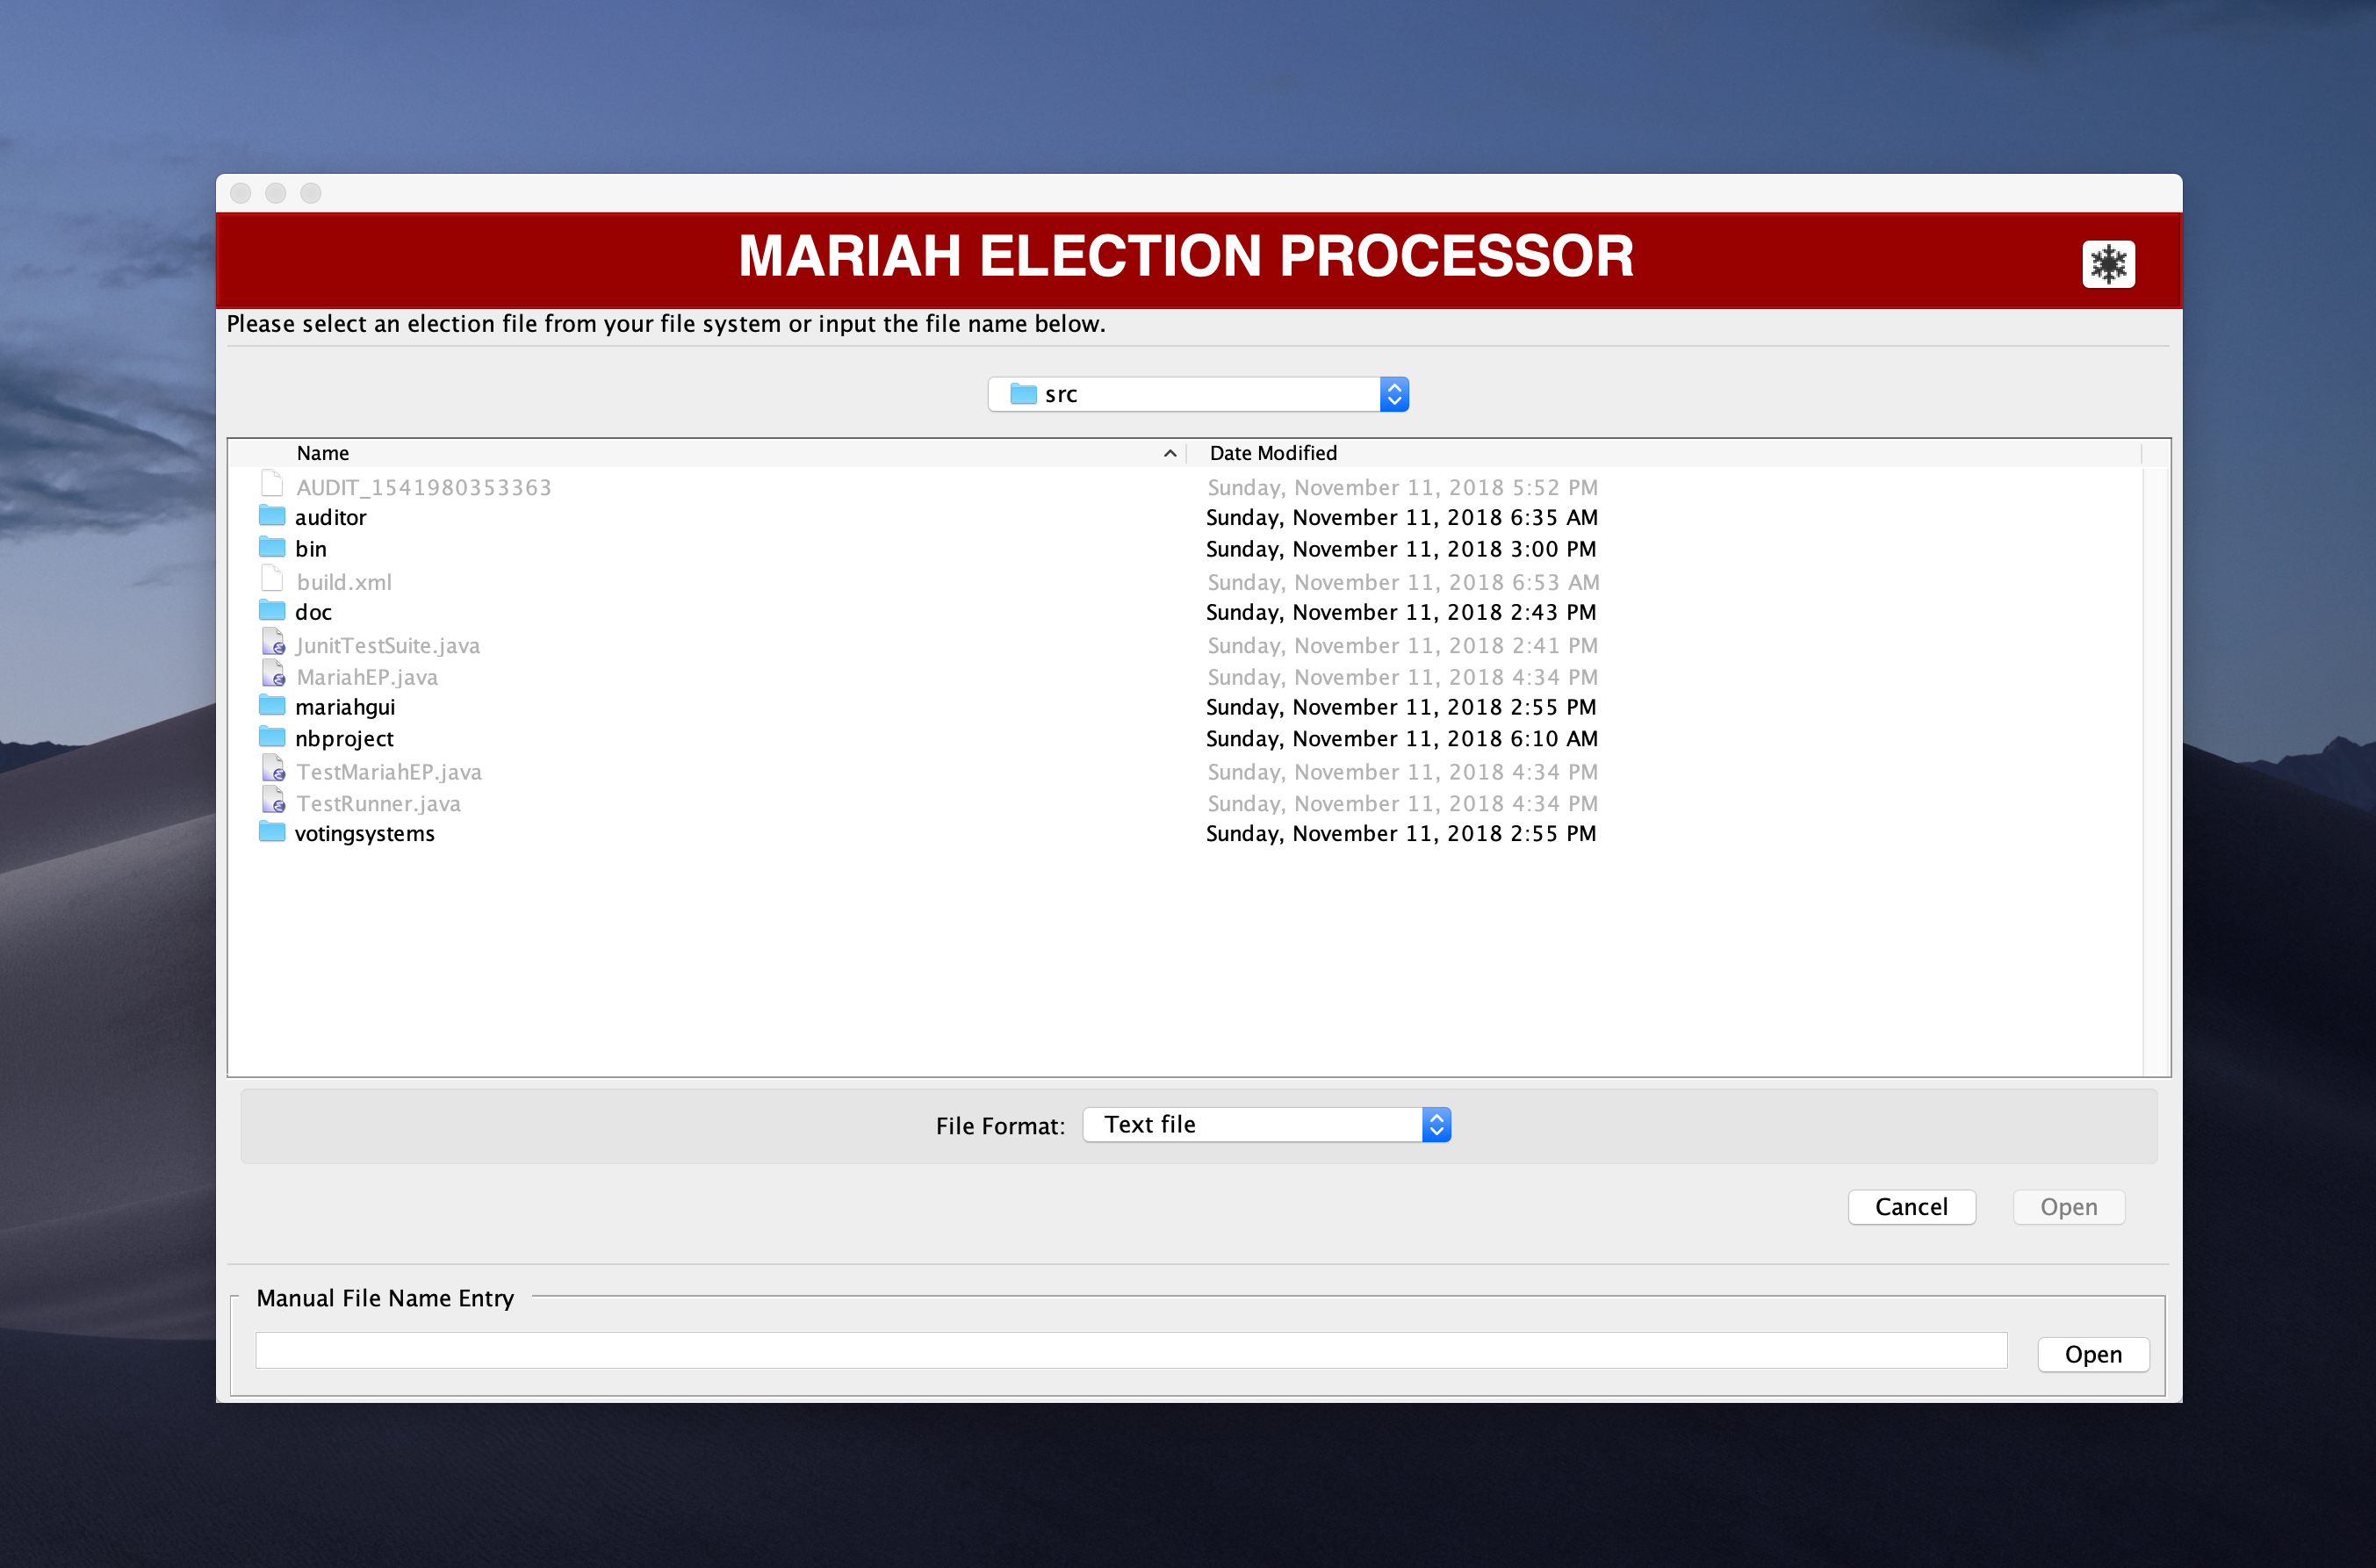 MARIAH ELECTION PROCESSOR
Please select an election file from your file system or input the file name below.
src
Name Date Modified
AUDIT_1541980353363 Sunday, November 11, 2018 5:52 PM
auditor Sunday, November 11, 2018 6:35 AM
bin Sunday, November 11, 2018 3:00 PM
build.xml Sunday, November 11, 2018 6:53 AM
doc Sunday, November 11, 2018 2:43 PM
JunitTestSuite.java Sunday, November 11, 2018 2:41 PM
MariahEP.java Sunday, November 11, 2018 4:34 PM
mariahgui Sunday, November 11, 2018 2:55 PM
nbproject Sunday, November 11, 2018 6:10 AM
TestMariahEP.java Sunday, November 11, 2018 4:34 PM
TestRunner.java Sunday, November 11, 2018 4:34 PM
votingsystems Sunday, November 11, 2018 2:55 PM
File Format: Text file
Cancel Open
Manual File Name Entry
Open